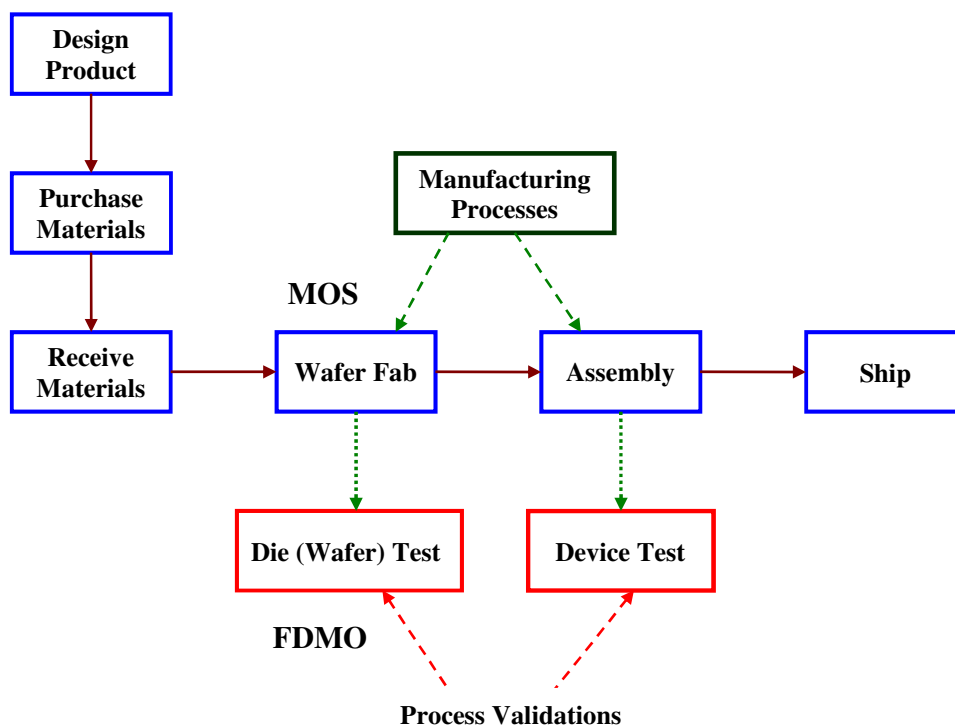 Design
Product
Purchase
Materials
Manufacturing
Processes
MOS
Receive
Materials
Wafer Fab
Assembly
Ship
Die (Wafer) Test
Device Test
FDMO
Process Validations